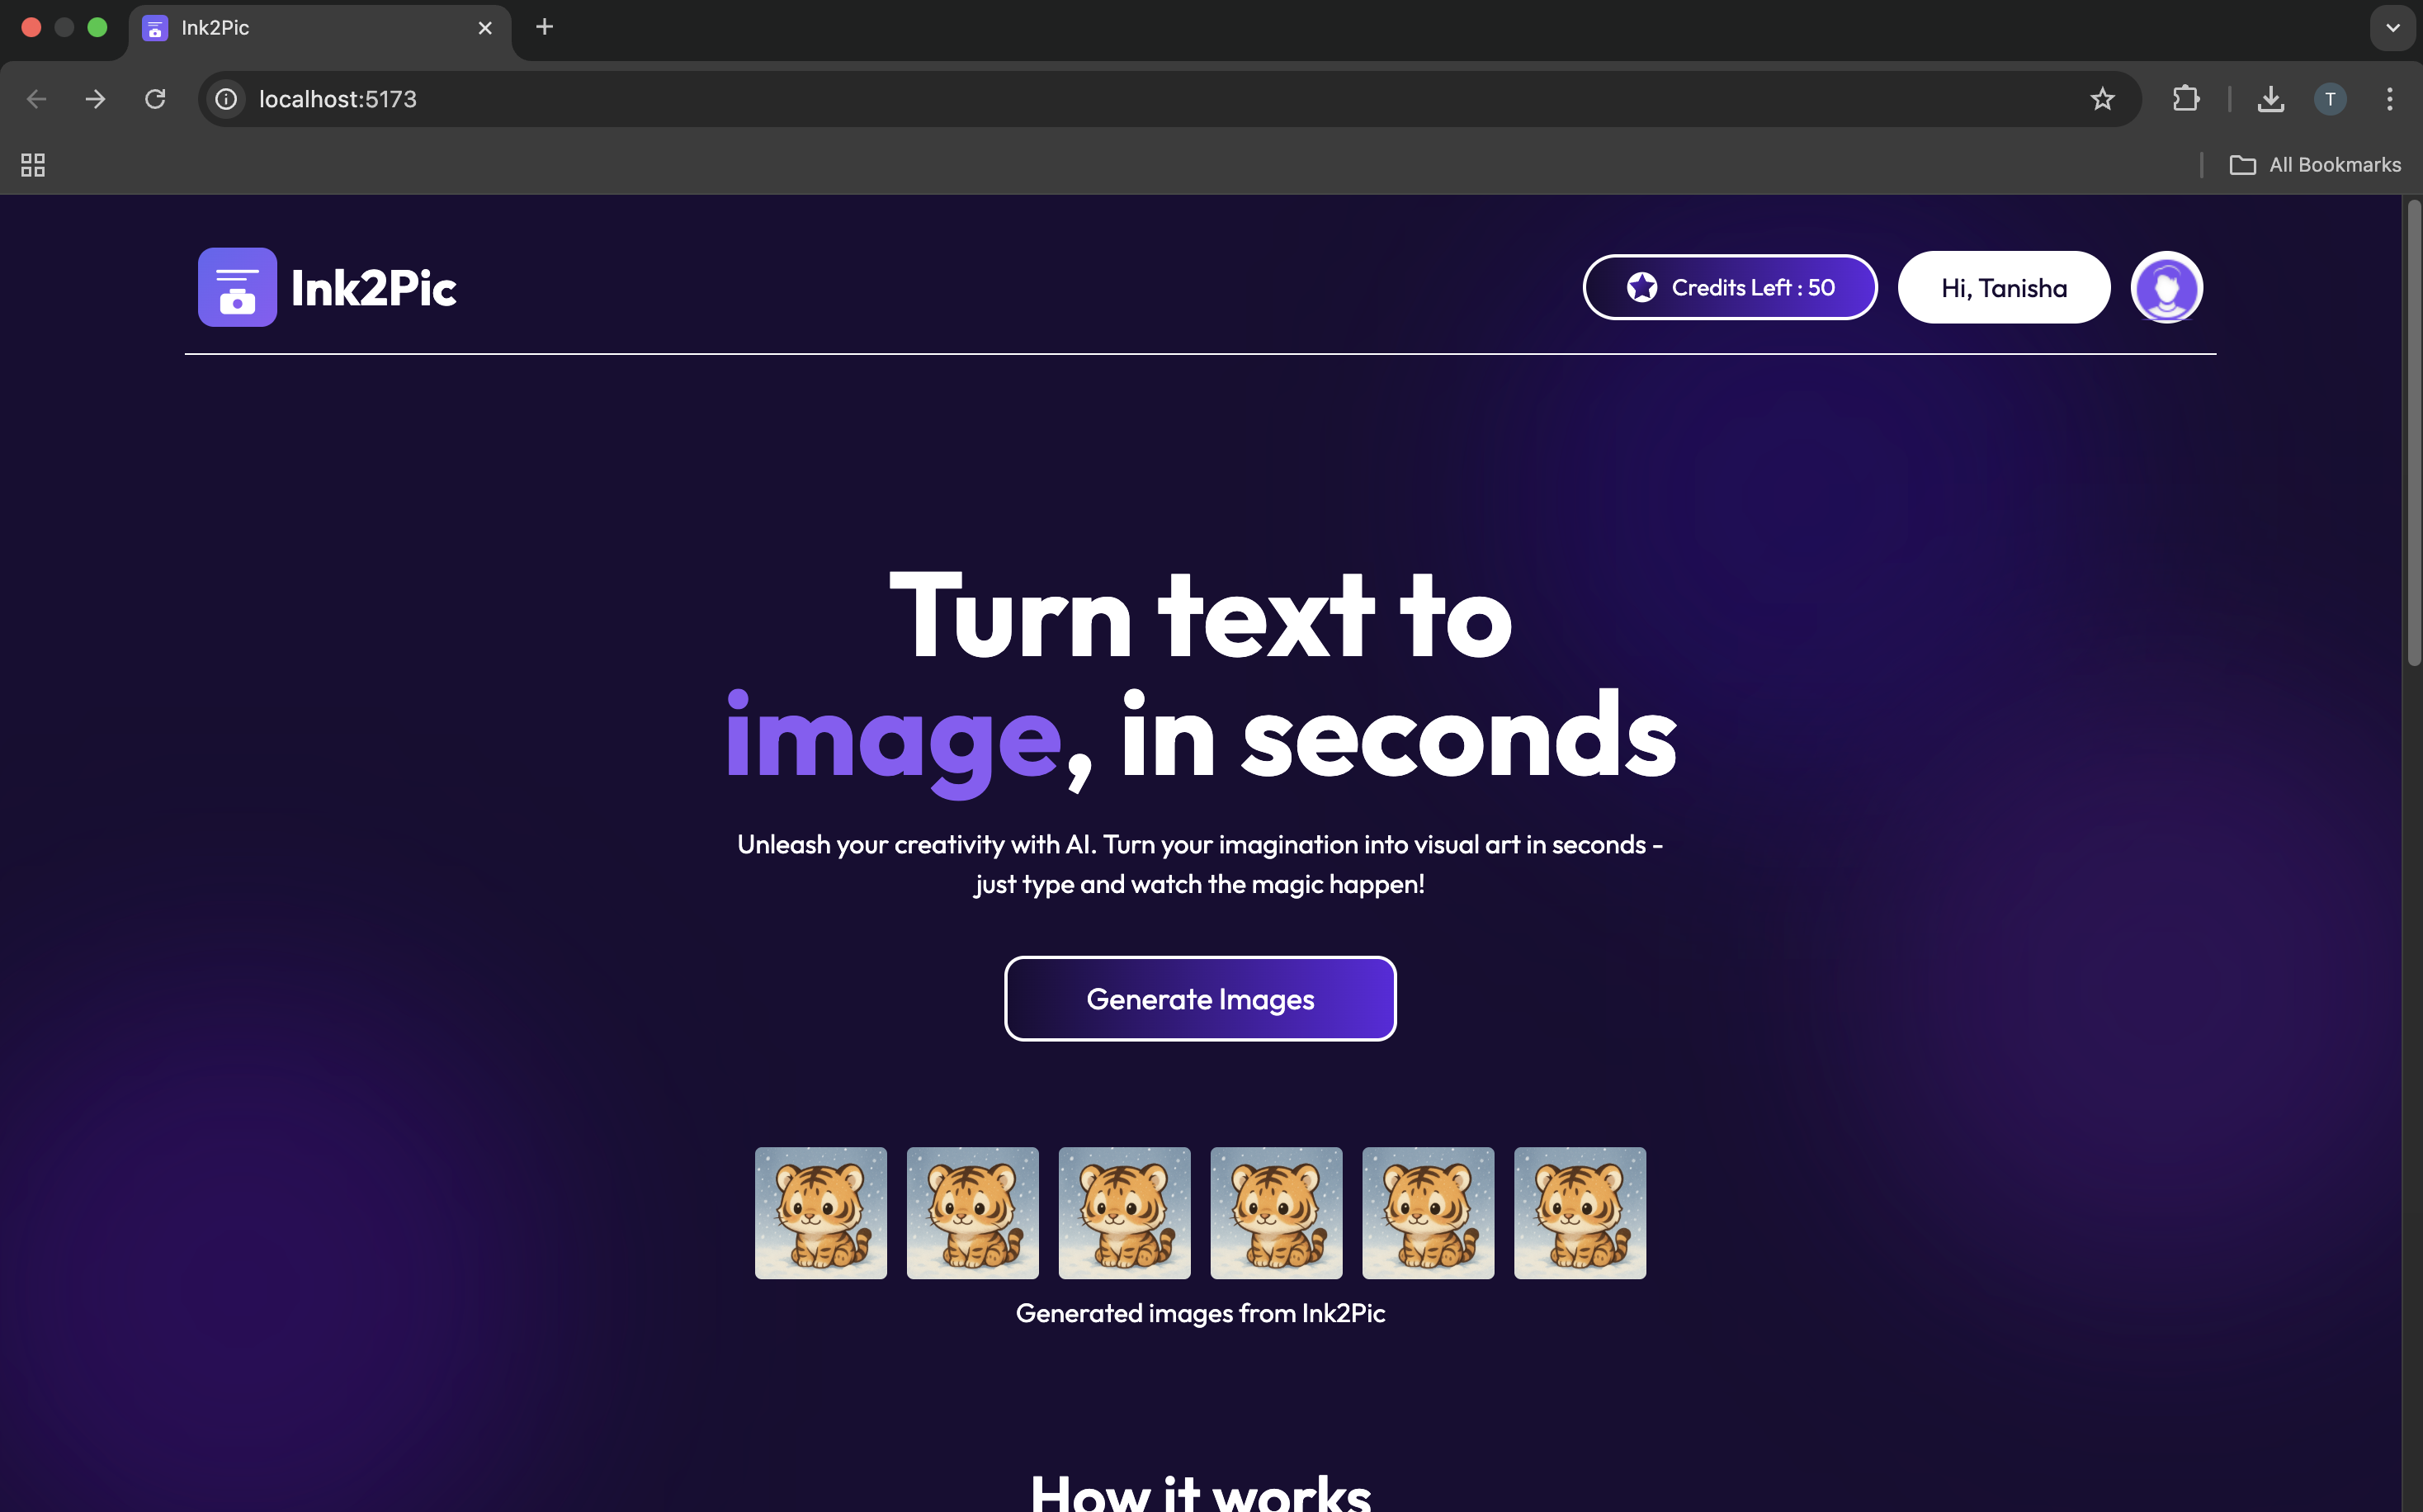 Ink2Pic
localhost:5173
T
All Bookmarks
Ink2Pic
Credits Left : 50
Hi, Tanisha
Turn text to
image, in seconds
Unleash your creativity with AI. Turn your imagination into visual art in seconds -
just type and watch the magic happen!
Generate Images
Generated images from Ink2Pic
How it works